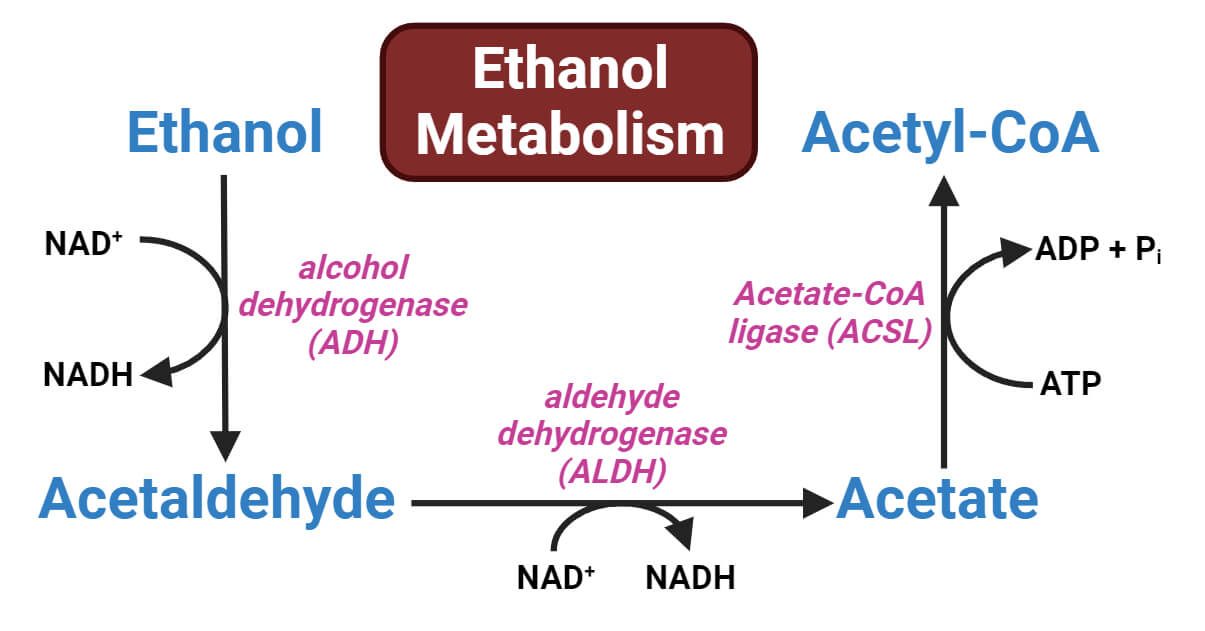 Ethanol
Metabolism
Ethanol
Acetyl-CoA
NAD⁺
alcohol
dehydrogenase
(ADH)
NADH
Acetate-CoA
ligase (ACSL)
ADP + Pᵢ
ATP
aldehyde
dehydrogenase
(ALDH)
Acetaldehyde
Acetate
NAD⁺
NADH